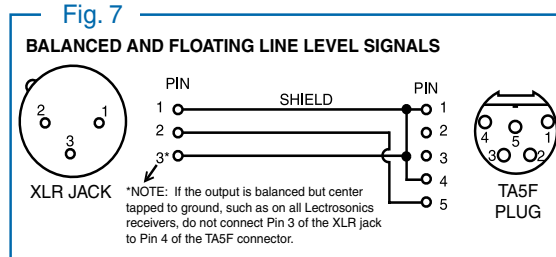 Fig. 7
BALANCED AND FLOATING LINE LEVEL SIGNALS
PIN
SHIELD
PIN
1
2
3*
1
2
3
4
5
2
1
3
XLR JACK
4
5
1
3
2
TA5F
PLUG
*NOTE: If the output is balanced but center
tapped to ground, such as on all Lectrosonics
receivers, do not connect Pin 3 of the XLR jack
to Pin 4 of the TA5F connector.